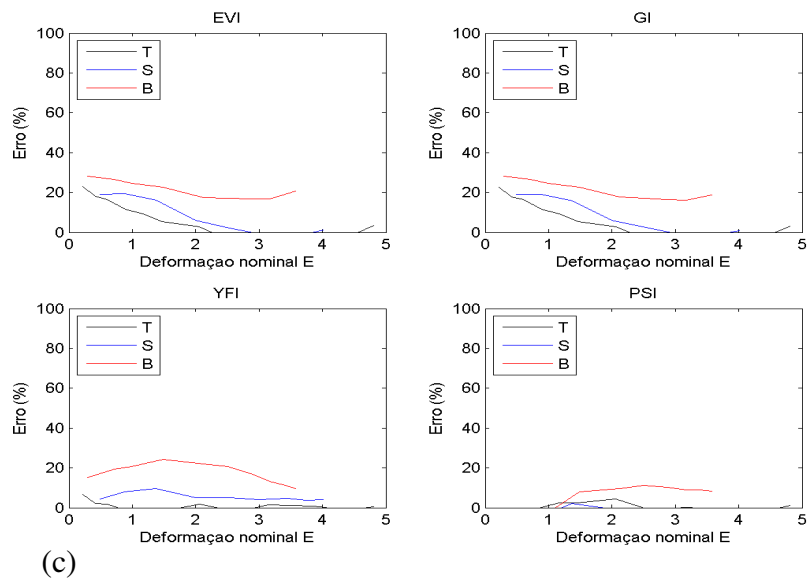 EVI
100
80
60
40
20
0
Erro (%)
T
S
B
0 1 2 3 4 5
Deformaçao nominal E
GI
100
80
60
40
20
0
Erro (%)
T
S
B
0 1 2 3 4 5
Deformaçao nominal E
YFI
100
80
60
40
20
0
Erro (%)
T
S
B
0 1 2 3 4 5
Deformaçao nominal E
PSI
100
80
60
40
20
0
Erro (%)
T
S
B
0 1 2 3 4 5
Deformaçao nominal E
(c)